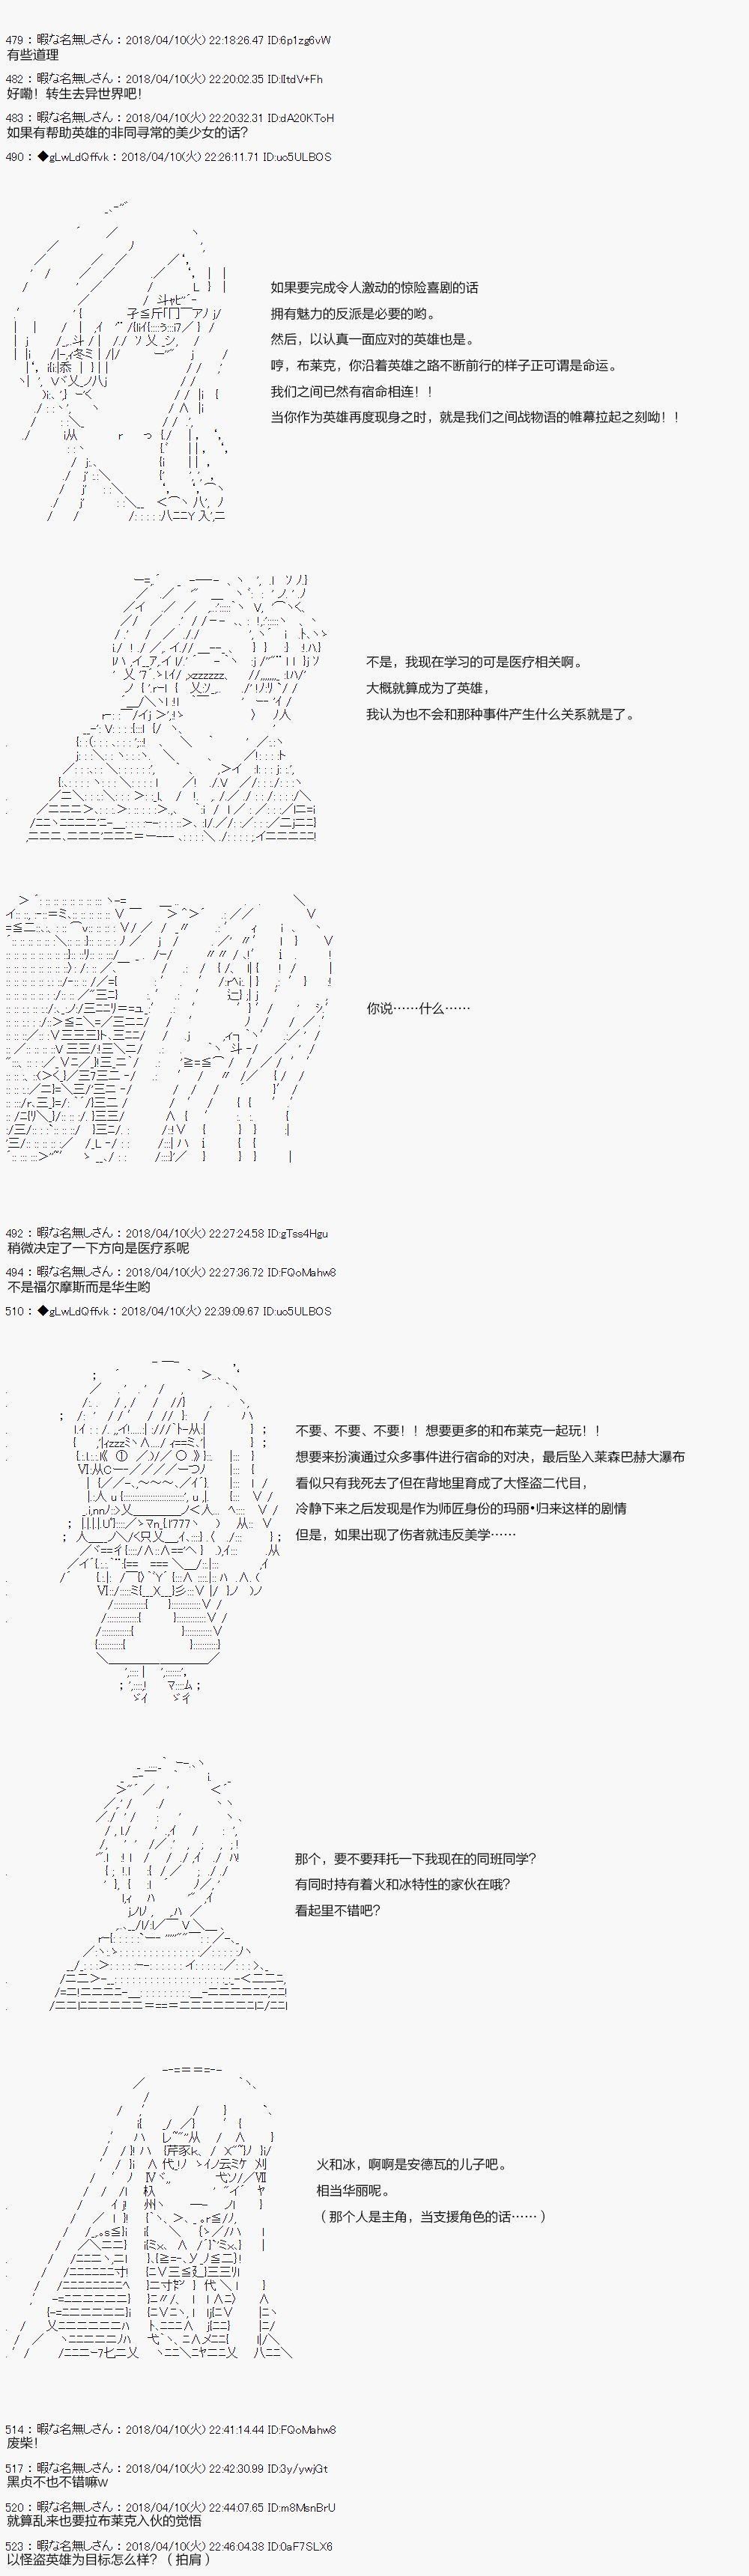 479 ： 暇な名無しさん ： 2018/04/10(火) 22:18:26.47 ID:6p1zg6vW
有些道理
482 ： 暇な名無しさん ： 2018/04/10(火) 22:20:02.35 ID:lItdV+Fh
好嘞！转生去异世界吧！
483 ： 暇な名無しさん ： 2018/04/10(火) 22:20:32.31 ID:dA20KToH
如果有帮助英雄的非同寻常的美少女的话？
490 ： ◆gLwLdQffvk ： 2018/04/10(火) 22:26:11.71 ID:uo5ULBOS
如果要完成令人激动的惊险喜剧的话
拥有魅力的反派是必要的哟。
然后，以认真一面应对的英雄也是。
哼，布莱克，你沿着英雄之路不断前行的样子正可谓是命运。
我们之间已然有宿命相连！！
当你作为英雄再度现身之时，就是我们之间战物语的帷幕拉起之刻呦！！
不是，我现在学习的可是医疗相关啊。
大概就算成为了英雄，
我认为也不会和那种事件产生什么关系就是了。
你说……什么……
492 ： 暇な名無しさん ： 2018/04/10(火) 22:27:24.58 ID:gTss4Hgu
稍微决定了一下方向是医疗系呢
494 ： 暇な名無しさん ： 2018/04/10(火) 22:27:36.72 ID:FQoMahw8
不是福尔摩斯而是华生哟
510 ： ◆gLwLdQffvk ： 2018/04/10(火) 22:39:09.67 ID:uo5ULBOS
不要、不要、不要！！想要更多的和布莱克一起玩！！
想要来扮演通过众多事件进行宿命的对决，最后坠入莱森巴赫大瀑布
看似只有我死去了但在背地里育成了大怪盗二代目，
冷静下来之后发现是作为师匠身份的玛丽•归来这样的剧情
但是，如果出现了伤者就违反美学……
那个，要不要拜托一下我现在的同班同学？
有同时持有着火和冰特性的家伙在哦？
看起里不错吧？
火和冰，啊啊是安德瓦的儿子吧。
相当华丽呢。
（那个人是主角，当支援角色的话……）
514 ： 暇な名無しさん ： 2018/04/10(火) 22:41:14.44 ID:FQoMahw8
废柴！
517 ： 暇な名無しさん ： 2018/04/10(火) 22:42:30.99 ID:3y/ywjGt
黑贞不也不错嘛w
520 ： 暇な名無しさん ： 2018/04/10(火) 22:44:07.65 ID:m8MsnBrU
就算乱来也要拉布莱克入伙的觉悟
523 ： 暇な名無しさん ： 2018/04/10(火) 22:46:04.38 ID:0aF7SLX6
以怪盗英雄为目标怎么样？（拍肩）